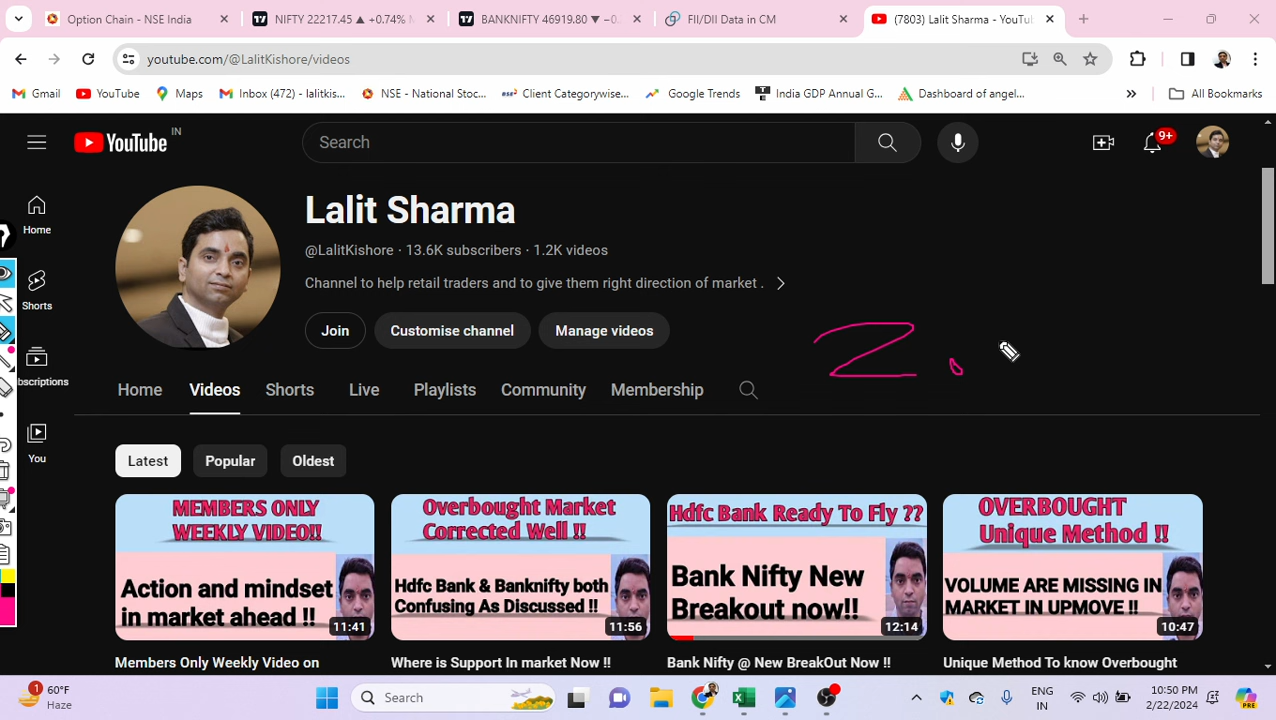 Option Chain - NSE India
NIFTY 22217.45 ▲ +0.74%
BANKNIFTY 46919.80 ▼ −0.
FII/DII Data in CM
(7803) Lalit Sharma - YouTu
youtube.com/@LalitKishore/videos
Gmail
YouTube
Maps
Inbox (472) - lalitkis...
NSE - National Stoc...
Client Categorywise...
Google Trends
India GDP Annual G...
Dashboard of angel...
All Bookmarks
YouTube IN
Search
9+
Home
Shorts
bscriptions
You
Lalit Sharma
@LalitKishore · 13.6K subscribers · 1.2K videos
Channel to help retail traders and to give them right direction of market .
Join
Customise channel
Manage videos
2.
Home
Videos
Shorts
Live
Playlists
Community
Membership
Latest
Popular
Oldest
MEMBERS ONLY
WEEKLY VIDEO!!
Action and mindset
in market ahead !!
11:41
Members Only Weekly Video on
Overbought Market
Corrected Well !!
Hdfc Bank & Banknifty both
Confusing As Discussed !!
11:56
Where is Support In market Now !!
Hdfc Bank Ready To Fly ??
Bank Nifty New
Breakout now!!
12:14
Bank Nifty @ New BreakOut Now !!
OVERBOUGHT
Unique Method !!
VOLUME ARE MISSING IN
MARKET IN UPMOVE !!
10:47
Unique Method To know Overbought
1
60°F
Haze
Search
ENG
IN
10:50 PM
2/22/2024
PRE